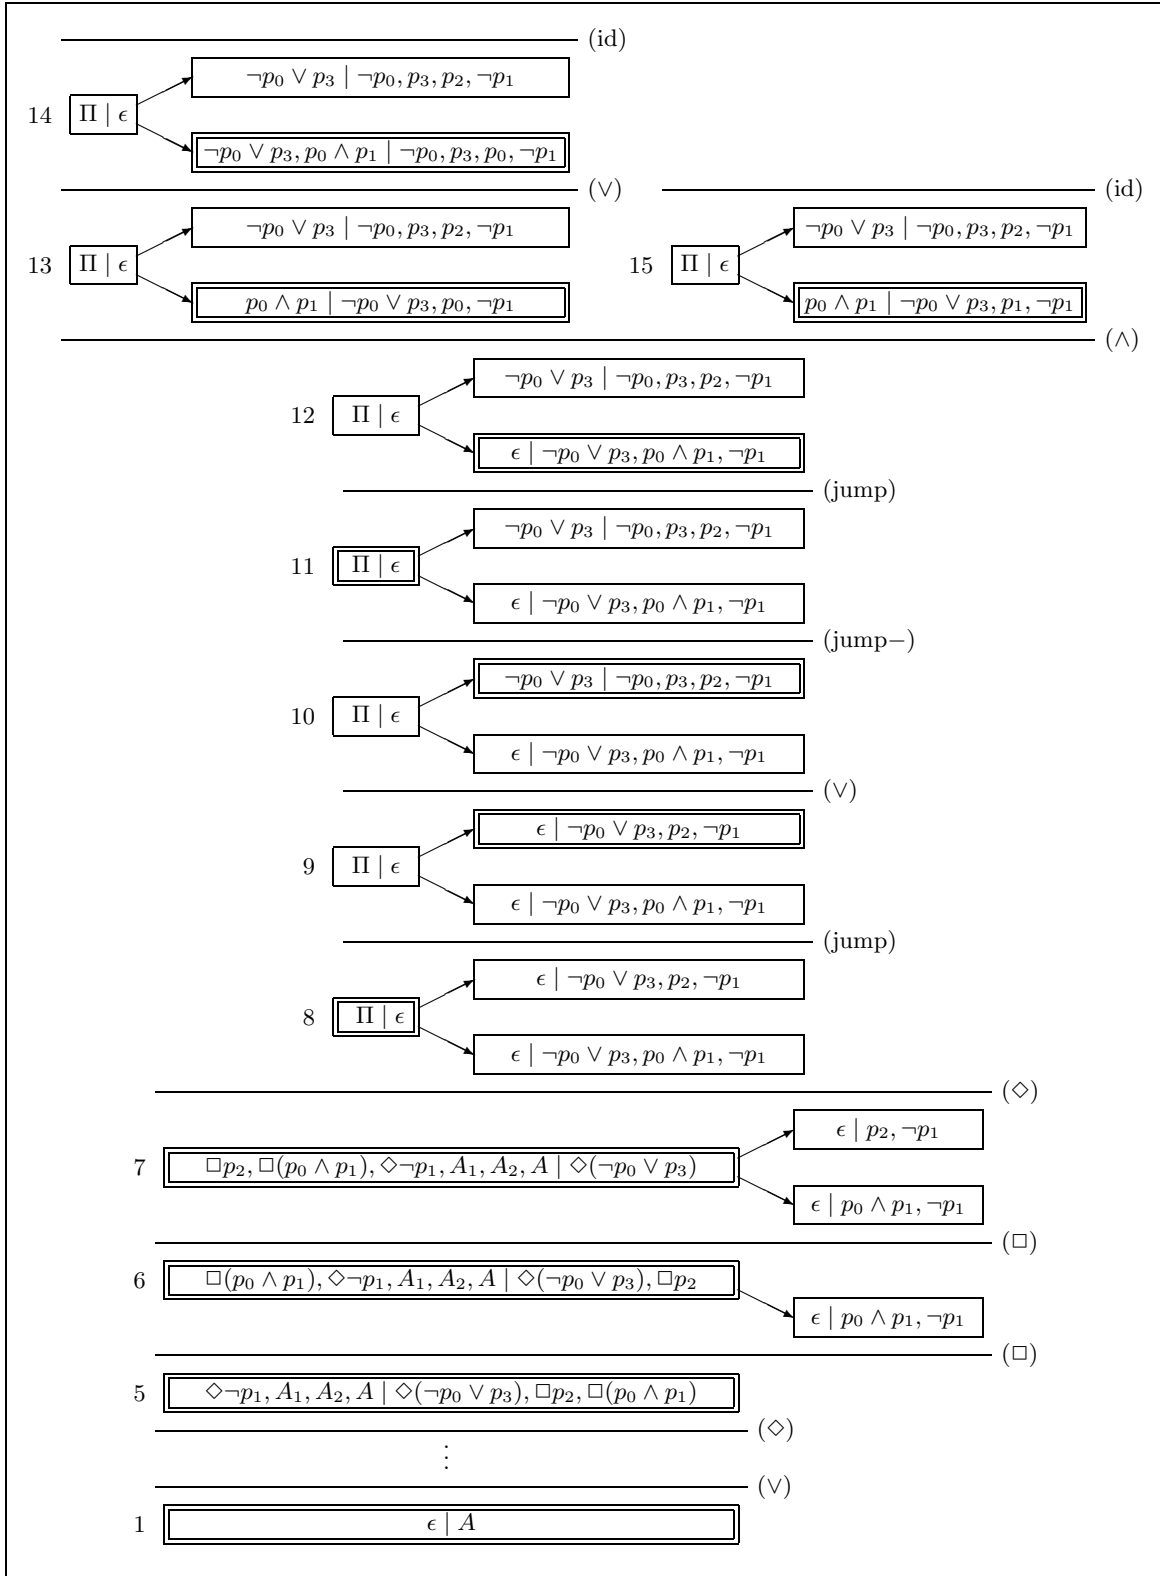 (id)
¬p₀ ∨ p₃ | ¬p₀, p₃, p₂, ¬p₁
14 Π | ϵ
¬p₀ ∨ p₃, p₀ ∧ p₁ | ¬p₀, p₃, p₀, ¬p₁
(∨) (id)
¬p₀ ∨ p₃ | ¬p₀, p₃, p₂, ¬p₁ ¬p₀ ∨ p₃ | ¬p₀, p₃, p₂, ¬p₁
13 Π | ϵ 15 Π | ϵ
p₀ ∧ p₁ | ¬p₀ ∨ p₃, p₀, ¬p₁ p₀ ∧ p₁ | ¬p₀ ∨ p₃, p₁, ¬p₁
(∧)
¬p₀ ∨ p₃ | ¬p₀, p₃, p₂, ¬p₁
12 Π | ϵ
ϵ | ¬p₀ ∨ p₃, p₀ ∧ p₁, ¬p₁
(jump)
¬p₀ ∨ p₃ | ¬p₀, p₃, p₂, ¬p₁
11 Π | ϵ
ϵ | ¬p₀ ∨ p₃, p₀ ∧ p₁, ¬p₁
(jump−)
¬p₀ ∨ p₃ | ¬p₀, p₃, p₂, ¬p₁
10 Π | ϵ
ϵ | ¬p₀ ∨ p₃, p₀ ∧ p₁, ¬p₁
(∨)
ϵ | ¬p₀ ∨ p₃, p₂, ¬p₁
9 Π | ϵ
ϵ | ¬p₀ ∨ p₃, p₀ ∧ p₁, ¬p₁
(jump)
ϵ | ¬p₀ ∨ p₃, p₂, ¬p₁
8 Π | ϵ
ϵ | ¬p₀ ∨ p₃, p₀ ∧ p₁, ¬p₁
(◇)
ϵ | p₂, ¬p₁
7 □p₂, □(p₀ ∧ p₁), ◇¬p₁, A₁, A₂, A | ◇(¬p₀ ∨ p₃)
ϵ | p₀ ∧ p₁, ¬p₁
(□)
6 □(p₀ ∧ p₁), ◇¬p₁, A₁, A₂, A | ◇(¬p₀ ∨ p₃), □p₂
ϵ | p₀ ∧ p₁, ¬p₁
(□)
5 ◇¬p₁, A₁, A₂, A | ◇(¬p₀ ∨ p₃), □p₂, □(p₀ ∧ p₁)
(◇)
⋮
(∨)
1 ϵ | A